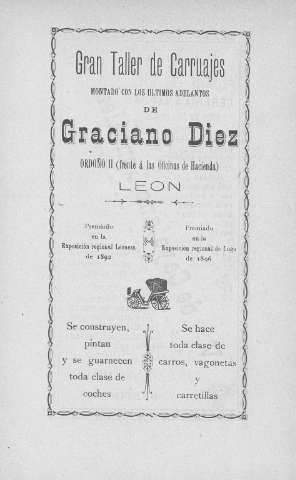 Gran Taller de Carruajes
MONTADO CON LOS ULTIMOS ADELANTOS
DE
Graciano Diez
ORDOÑO II (frente á las Oficinas de Hacienda)
LEON
Premiado
en la
Exposición regional Leonesa
de 1892
Premiado
en la
Exposición regional de Lugo
de 1896
Se construyen,
pintan
y se guarnecen
toda clase de
coches
Se hace
toda clase de
carros, vagonetas
y
carretillas